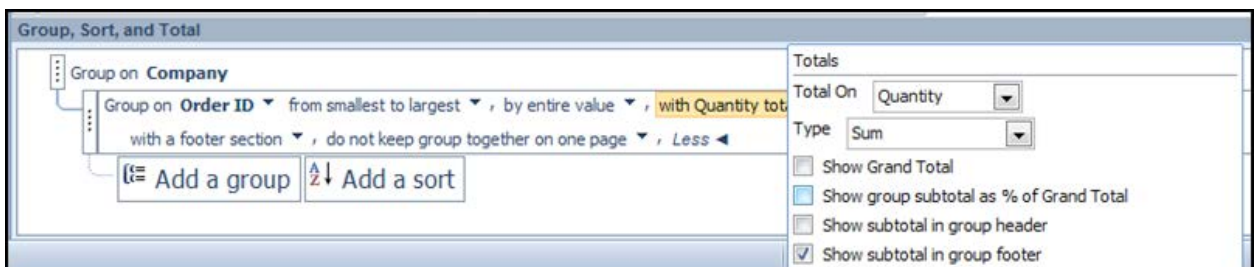 Group, Sort, and Total
Group on Company
Group on Order ID from smallest to largest , by entire value , with Quantity
with a footer section , do not keep group together on one page , Less
Add a group
Add a sort
Totals
Total On Quantity
Type Sum
Show Grand Total
Show group subtotal as % of Grand Total
Show subtotal in group header
Show subtotal in group footer